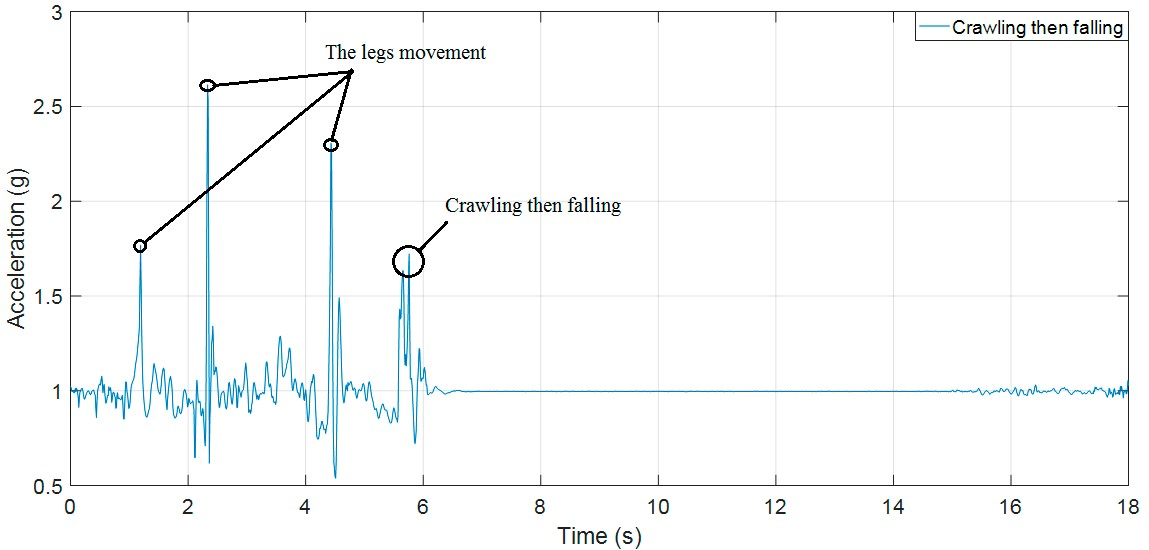 3
Crawling then falling
The legs movement
2.5
2
Crawling then falling
1.5
1
0.5
Acceleration (g)
0 2 4 6 8 10 12 14 16 18
Time (s)